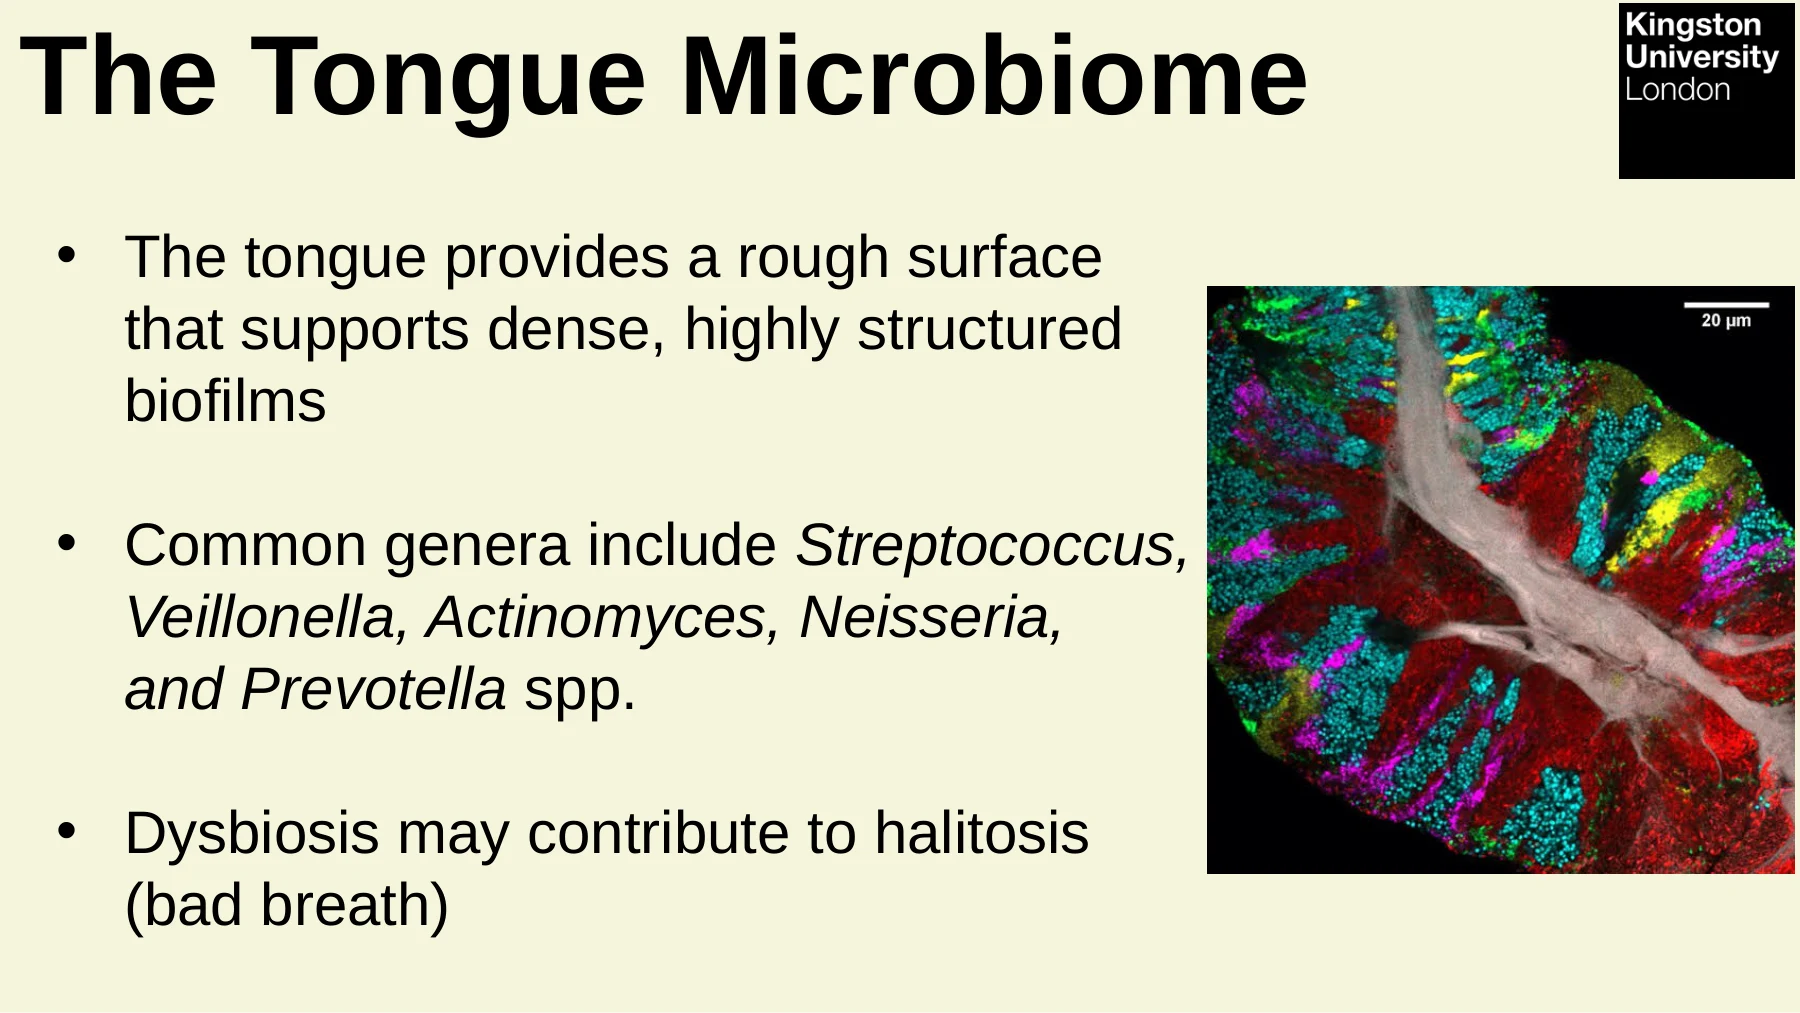 The Tongue Microbiome
Kingston
University
London
• The tongue provides a rough surface
that supports dense, highly structured
biofilms
• Common genera include Streptococcus,
Veillonella, Actinomyces, Neisseria,
and Prevotella spp.
• Dysbiosis may contribute to halitosis
(bad breath)
20 µm